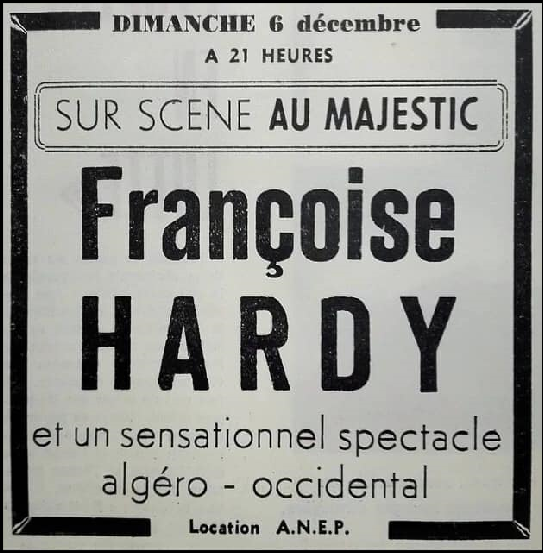 DIMANCHE 6 décembre
A 21 HEURES
SUR SCENE AU MAJESTIC
Françoise
HARDY
et un sensationnel spectacle
algéro - occidental
Location A.N.E.P.